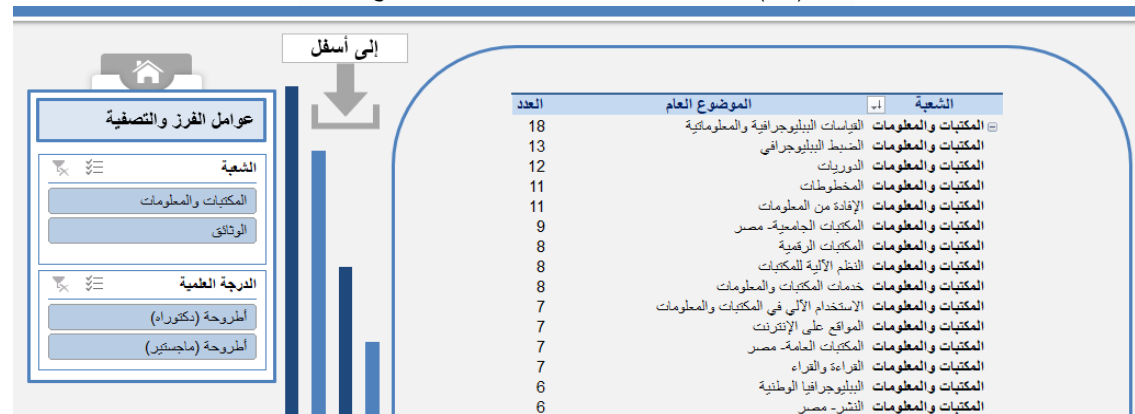 إلى أسفل
عوامل الفرز والتصفية
الشعبة
المكتبات والمعلومات
الوثائق
الدرجة العلمية
أطروحة (دكتوراه)
أطروحة (ماجستير)
الشعبة الموضوع العام العدد
المكتبات والمعلومات القياسات الببليوجرافية والمعلوماتية 18
المكتبات والمعلومات الضبط الببليوجرافي 13
المكتبات والمعلومات الدوريات 12
المكتبات والمعلومات المخطوطات 11
المكتبات والمعلومات الإفادة من المعلومات 11
المكتبات والمعلومات المكتبات الجامعية- مصر 9
المكتبات والمعلومات المكتبات الرقمية 8
المكتبات والمعلومات النظم الآلية للمكتبات 8
المكتبات والمعلومات خدمات المكتبات والمعلومات 8
المكتبات والمعلومات الاستخدام الآلي في المكتبات والمعلومات 7
المكتبات والمعلومات المواقع على الإنترنت 7
المكتبات والمعلومات المكتبات العامة- مصر 7
المكتبات والمعلومات القراءة والقراء 7
المكتبات والمعلومات الببليوجرافيا الوطنية 6
المكتبات والمعلومات النشر- مصر 6